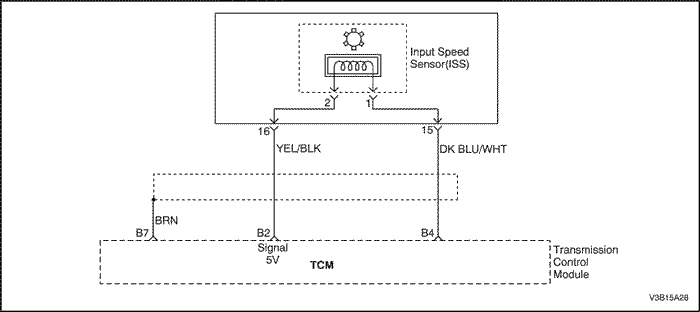 Input Speed
Sensor(ISS)
2 1
16 15
YEL/BLK DK BLU/WHT
BRN
B7 B2 B4
Signal
5V
TCM
Transmission
Control
Module
V3B15A28